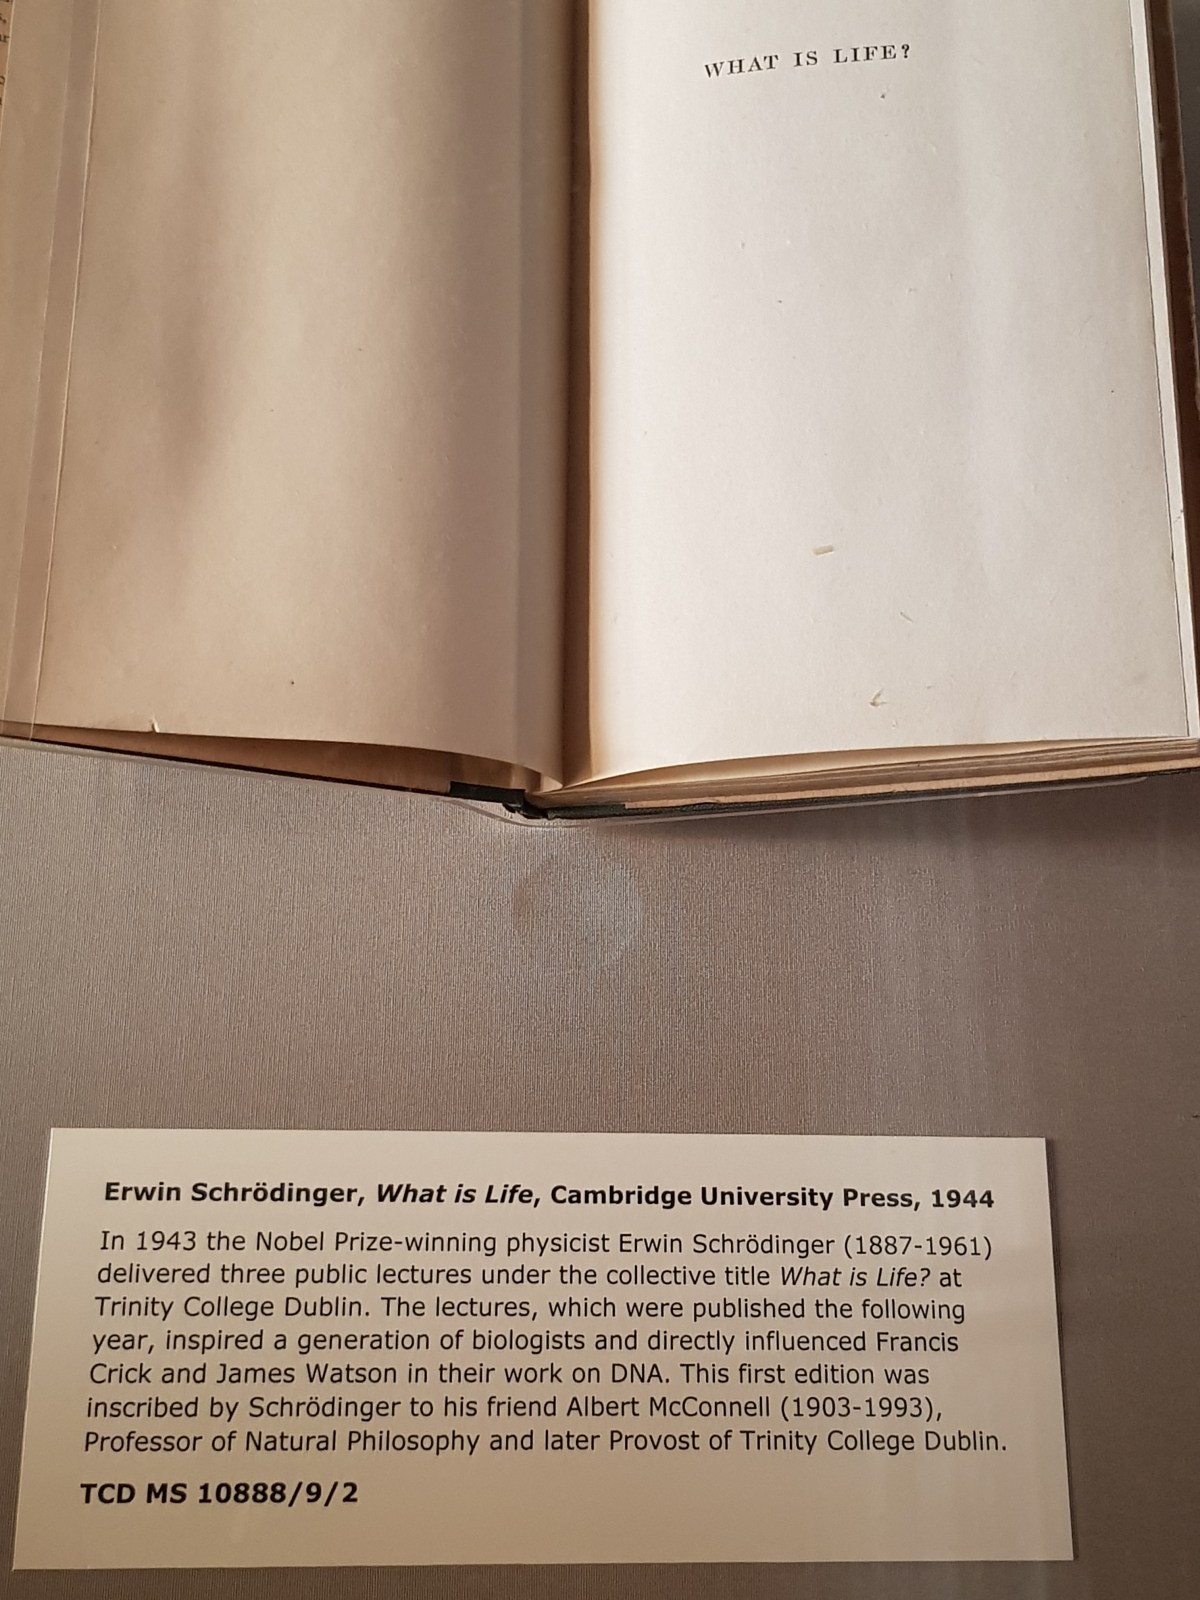 WHAT IS LIFE?
Erwin Schrödinger, What is Life, Cambridge University Press, 1944
In 1943 the Nobel Prize-winning physicist Erwin Schrödinger (1887-1961)
delivered three public lectures under the collective title What is Life? at
Trinity College Dublin. The lectures, which were published the following
year, inspired a generation of biologists and directly influenced Francis
Crick and James Watson in their work on DNA. This first edition was
inscribed by Schrödinger to his friend Albert McConnell (1903-1993),
Professor of Natural Philosophy and later Provost of Trinity College Dublin.
TCD MS 10888/9/2